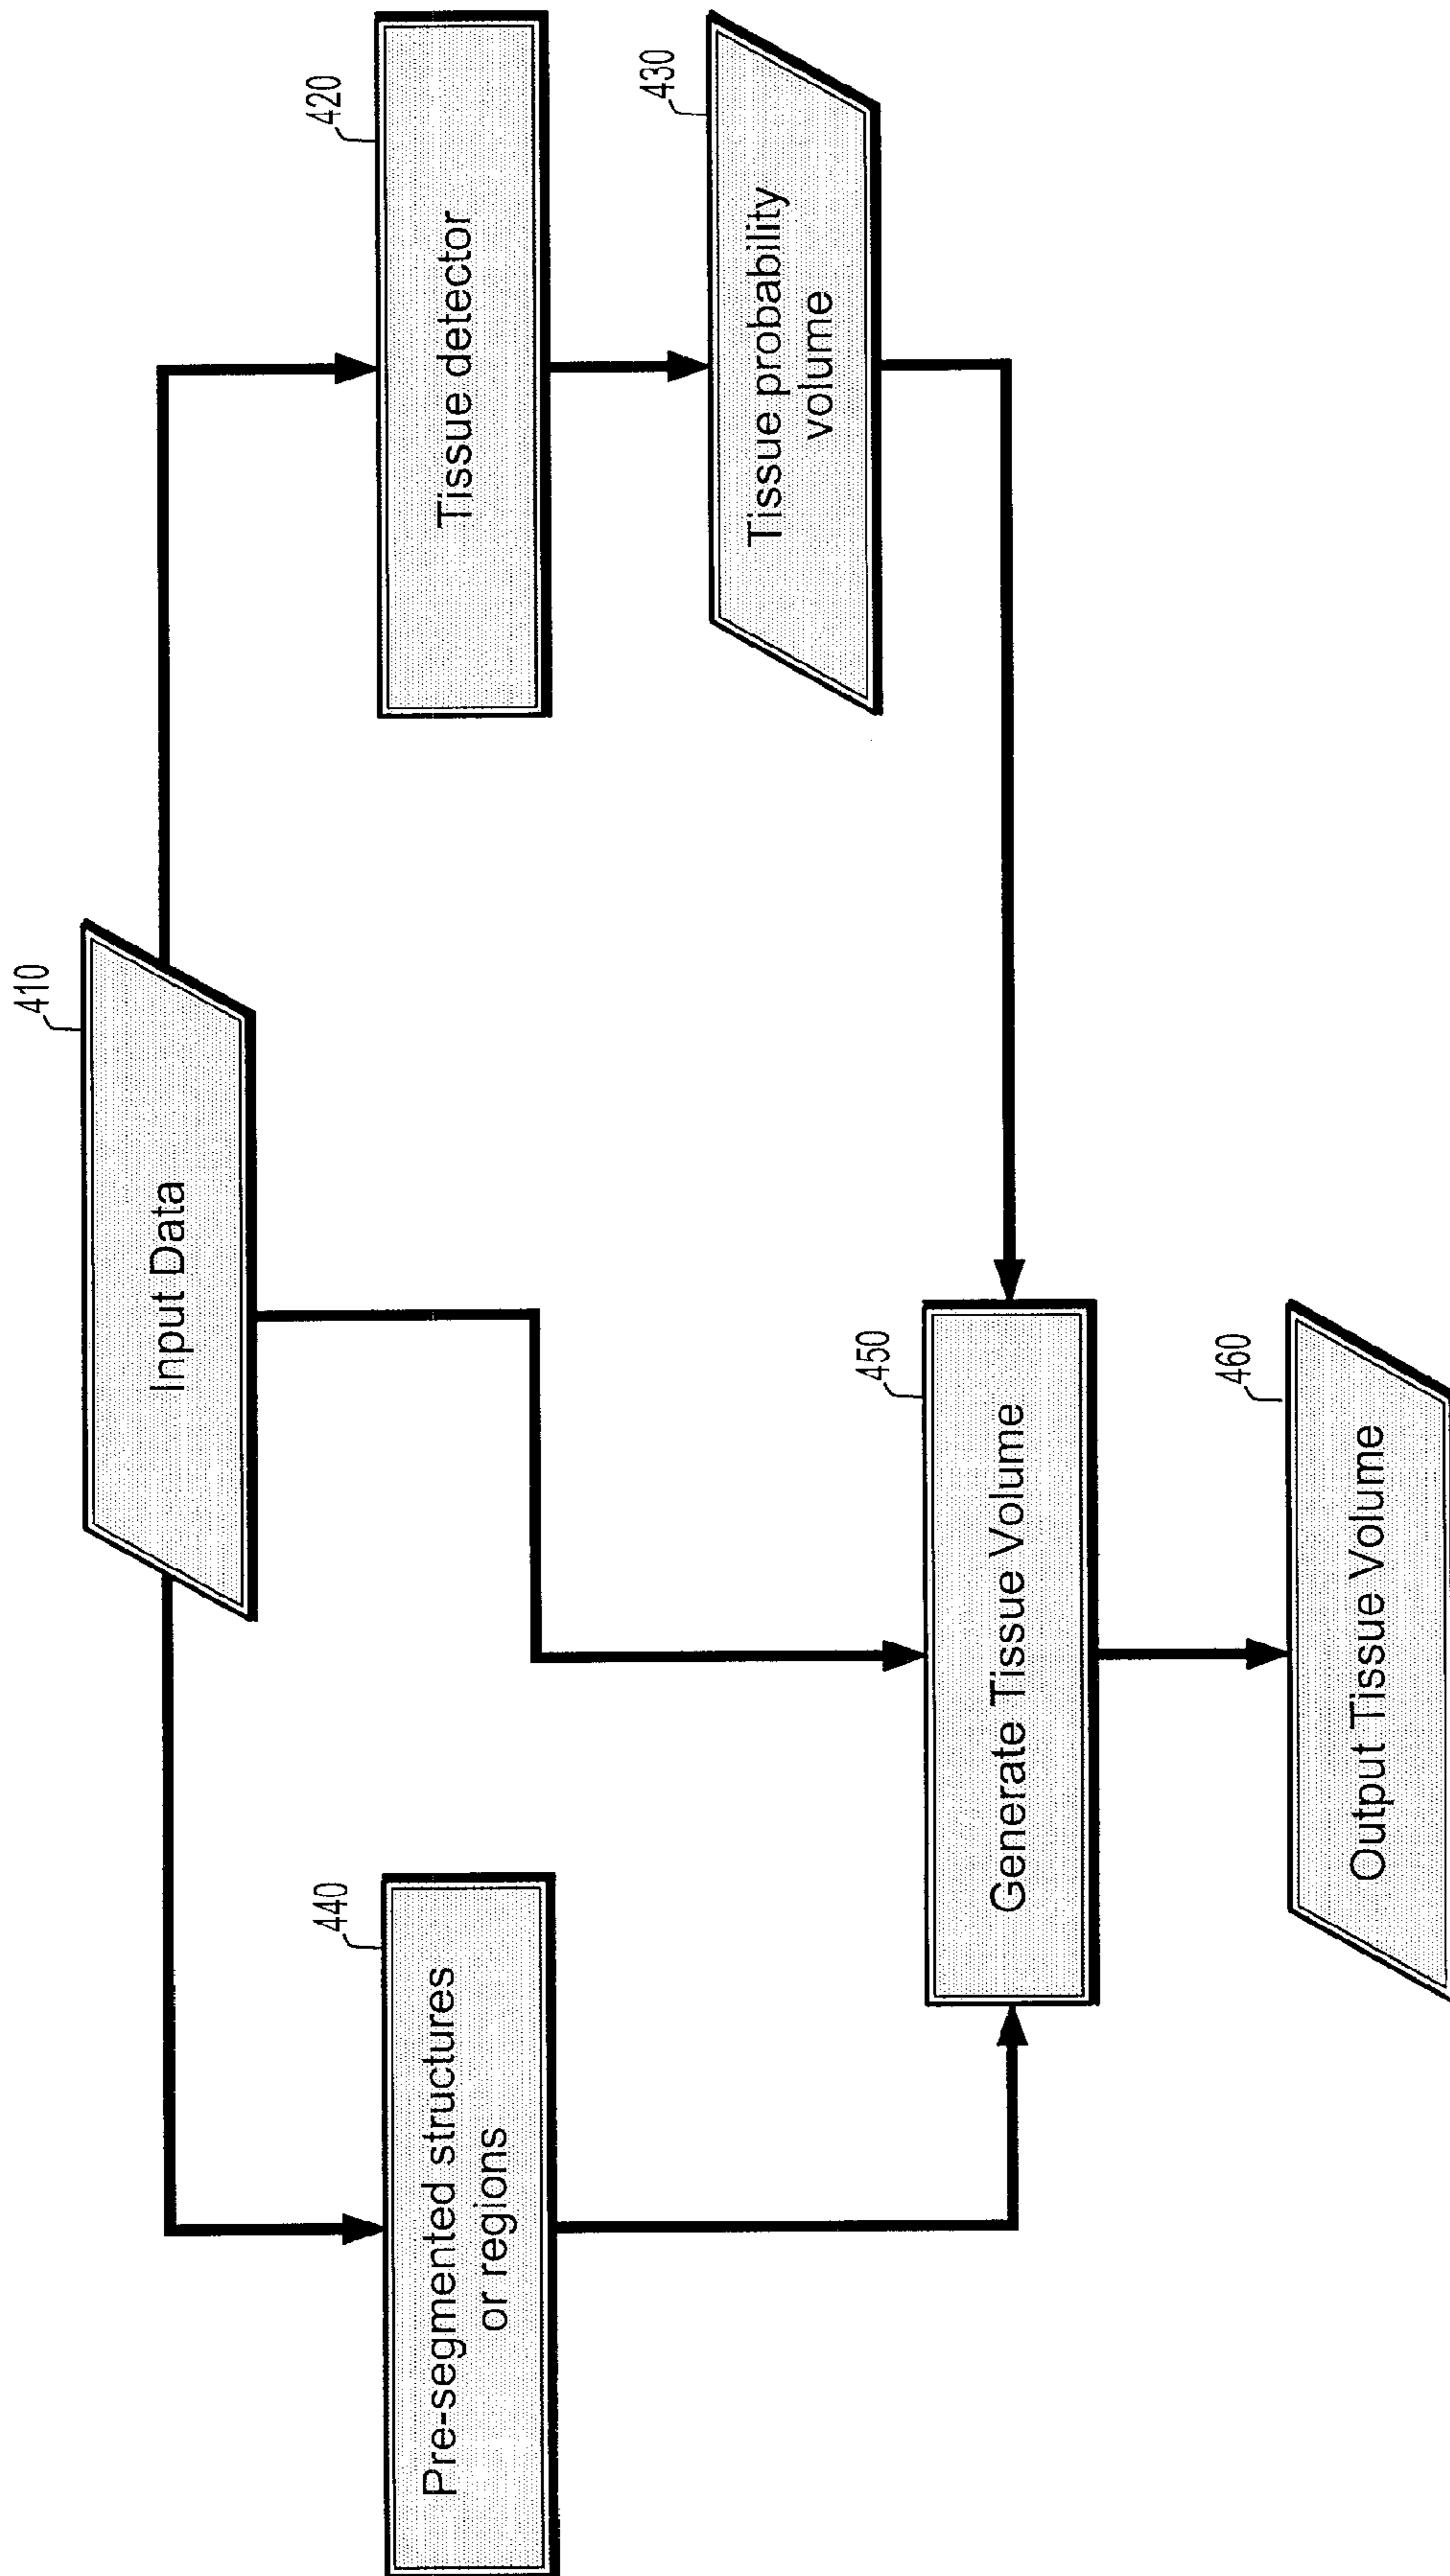 410
Input Data
440
Pre-segmented structures
or regions
420
Tissue detector
430
Tissue probability
volume
450
Generate Tissue Volume
460
Output Tissue Volume